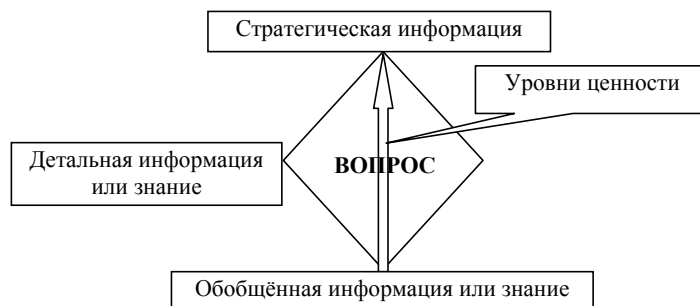 Стратегическая информация
Уровни ценности
Детальная информация
или знание
ВОПРОС
Обобщённая информация или знание